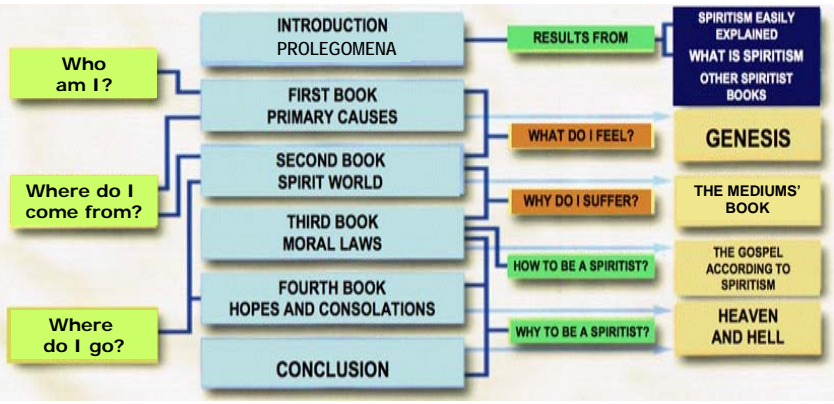 Who
am I?
Where do I
come from?
Where
do I go?
INTRODUCTION
PROLEGOMENA
FIRST BOOK
PRIMARY CAUSES
SECOND BOOK
SPIRIT WORLD
THIRD BOOK
MORAL LAWS
FOURTH BOOK
HOPES AND CONSOLATIONS
CONCLUSION
RESULTS FROM
WHAT DO I FEEL?
WHY DO I SUFFER?
HOW TO BE A SPIRITIST?
WHY TO BE A SPIRITIST?
SPIRITISM EASILY
EXPLAINED
WHAT IS SPIRITISM
OTHER SPIRITIST
BOOKS
GENESIS
THE MEDIUMS'
BOOK
THE GOSPEL
ACCORDING TO
SPIRITISM
HEAVEN
AND HELL